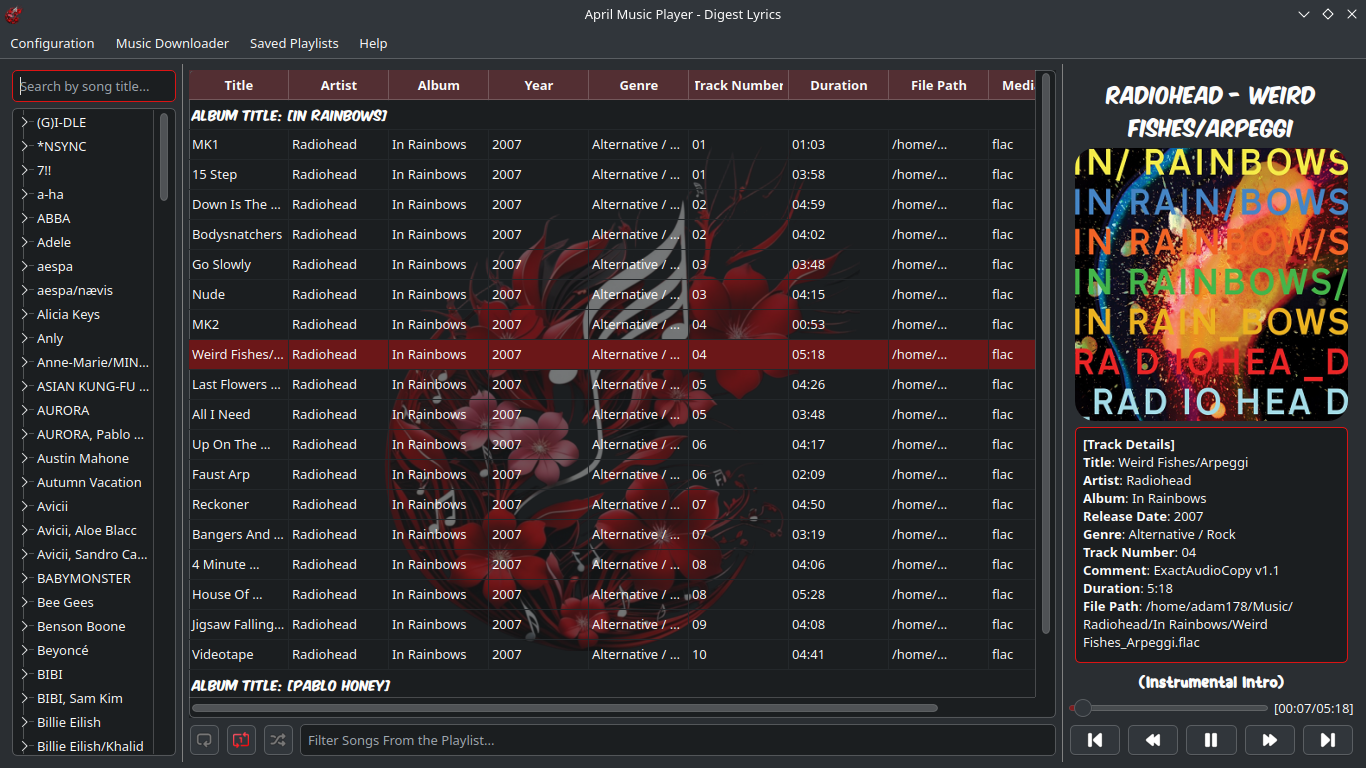 April Music Player - Digest Lyrics
Configuration Music Downloader Saved Playlists Help
Search by song title...
(G)I-DLE
*NSYNC
7!!
a-ha
ABBA
Adele
aespa
aespa/nævis
Alicia Keys
Anly
Anne-Marie/MIN...
ASIAN KUNG-FU ...
AURORA
AURORA, Pablo ...
Austin Mahone
Autumn Vacation
Avicii
Avicii, Aloe Blacc
Avicii, Sandro Ca...
BABYMONSTER
Bee Gees
Benson Boone
Beyoncé
BIBI
BIBI, Sam Kim
Billie Eilish
Billie Eilish/Khalid
Title Artist Album Year Genre Track Number Duration File Path Medi
ALBUM TITLE: [IN RAINBOWS]
MK1 Radiohead In Rainbows 2007 Alternative / ... 01 01:03 /home/... flac
15 Step Radiohead In Rainbows 2007 Alternative / ... 01 03:58 /home/... flac
Down Is The ... Radiohead In Rainbows 2007 Alternative / ... 02 04:59 /home/... flac
Bodysnatchers Radiohead In Rainbows 2007 Alternative / ... 02 04:02 /home/... flac
Go Slowly Radiohead In Rainbows 2007 Alternative / ... 03 03:48 /home/... flac
Nude Radiohead In Rainbows 2007 Alternative / ... 03 04:15 /home/... flac
MK2 Radiohead In Rainbows 2007 Alternative / ... 04 00:53 /home/... flac
Weird Fishes/... Radiohead In Rainbows 2007 Alternative / ... 04 05:18 /home/... flac
Last Flowers ... Radiohead In Rainbows 2007 Alternative / ... 05 04:26 /home/... flac
All I Need Radiohead In Rainbows 2007 Alternative / ... 05 03:48 /home/... flac
Up On The ... Radiohead In Rainbows 2007 Alternative / ... 06 04:17 /home/... flac
Faust Arp Radiohead In Rainbows 2007 Alternative / ... 06 02:09 /home/... flac
Reckoner Radiohead In Rainbows 2007 Alternative / ... 07 04:50 /home/... flac
Bangers And ... Radiohead In Rainbows 2007 Alternative / ... 07 03:19 /home/... flac
4 Minute ... Radiohead In Rainbows 2007 Alternative / ... 08 04:06 /home/... flac
House Of ... Radiohead In Rainbows 2007 Alternative / ... 08 05:28 /home/... flac
Jigsaw Falling... Radiohead In Rainbows 2007 Alternative / ... 09 04:08 /home/... flac
Videotape Radiohead In Rainbows 2007 Alternative / ... 10 04:41 /home/... flac
ALBUM TITLE: [PABLO HONEY]
Filter Songs From the Playlist...
RADIOHEAD - WEIRD
FISHES/ARPEGGI
IN/ RAINBOWS
IN RAIN/BOWS
IN RAINBOW/S
IN RAINBOWS/
IN RAIN_BOWS
RA D IOHEA_D
RAD IO HEA D
[Track Details]
Title: Weird Fishes/Arpeggi
Artist: Radiohead
Album: In Rainbows
Release Date: 2007
Genre: Alternative / Rock
Track Number: 04
Comment: ExactAudioCopy v1.1
Duration: 5:18
File Path: /home/adam178/Music/
Radiohead/In Rainbows/Weird
Fishes_Arpeggi.flac
(Instrumental Intro)
[00:07/05:18]